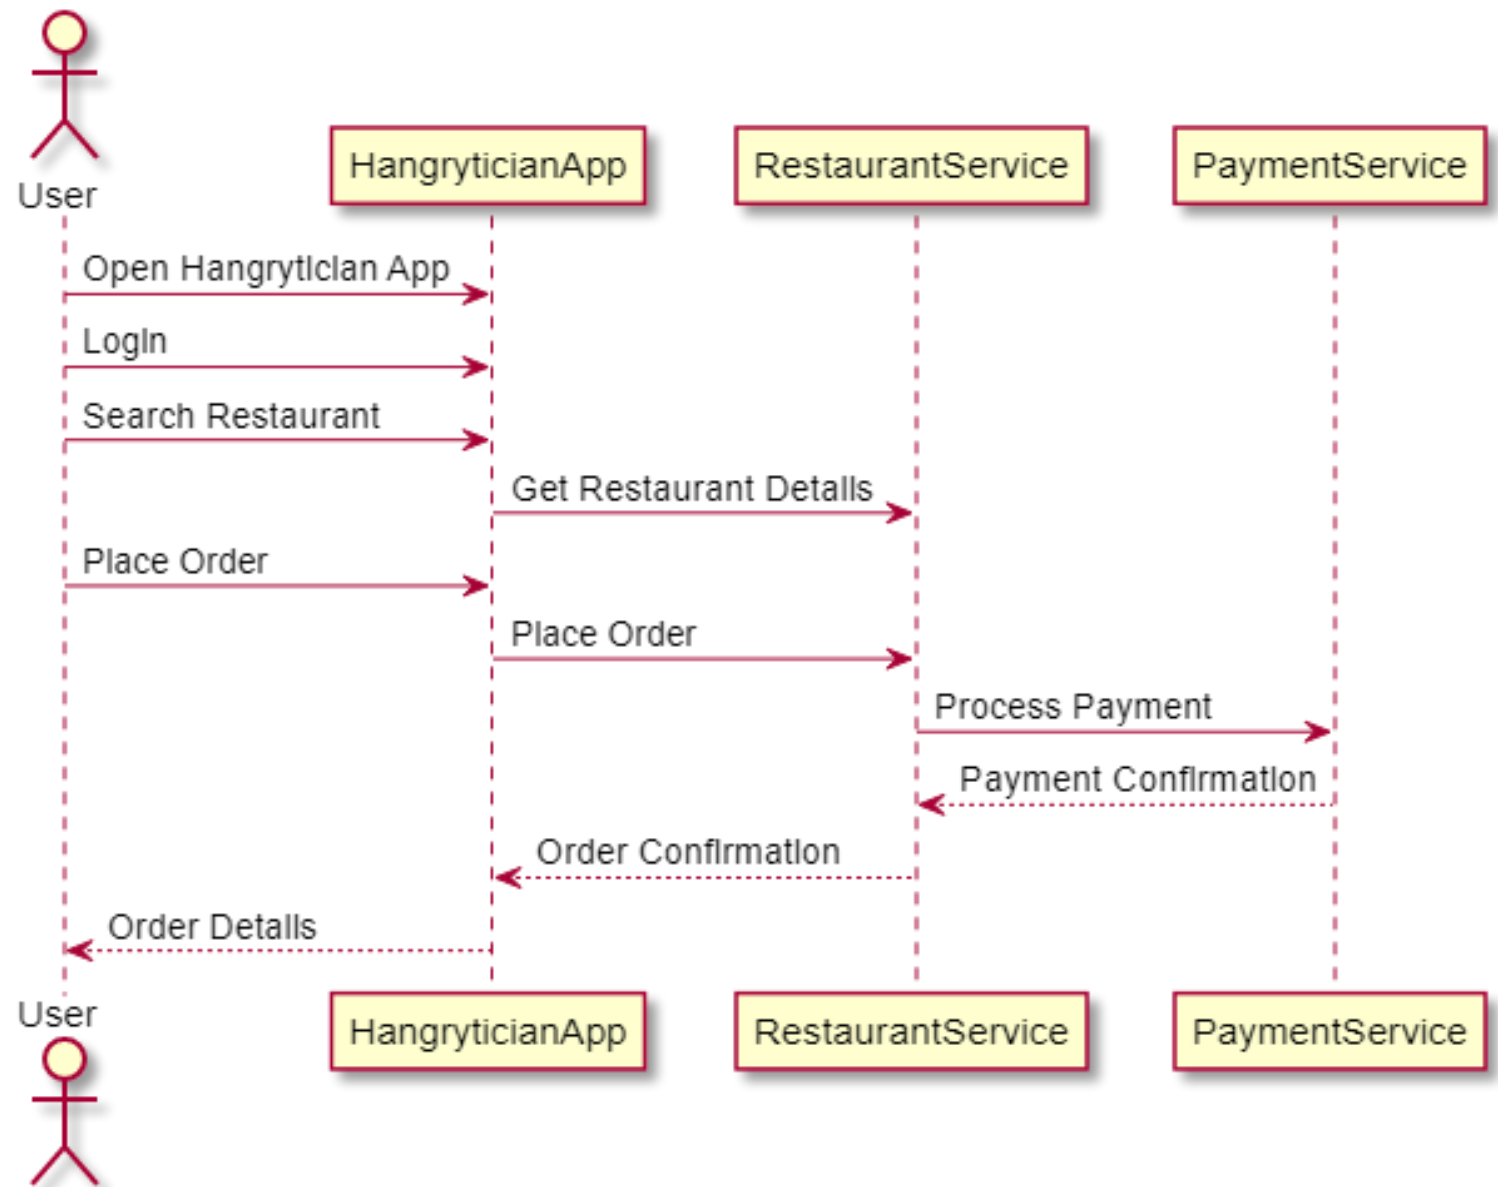 User
HangryticianApp
RestaurantService
PaymentService
Open Hangrytician App
LogIn
Search Restaurant
Get Restaurant Details
Place Order
Place Order
Process Payment
Payment Confirmation
Order Confirmation
Order Details
User
HangryticianApp
RestaurantService
PaymentService